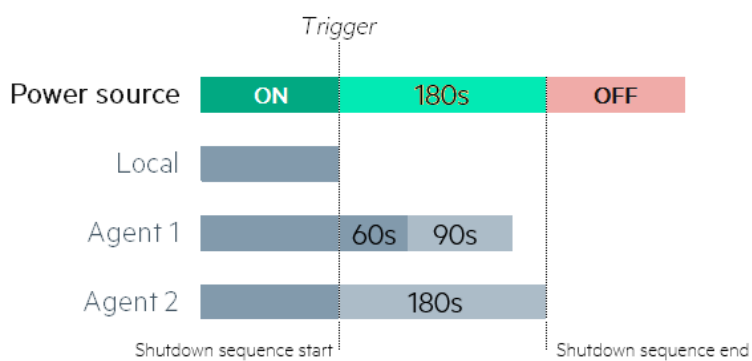 Trigger
Power source ON 180s OFF
Local
Agent 1 60s 90s
Agent 2 180s
Shutdown sequence start Shutdown sequence end